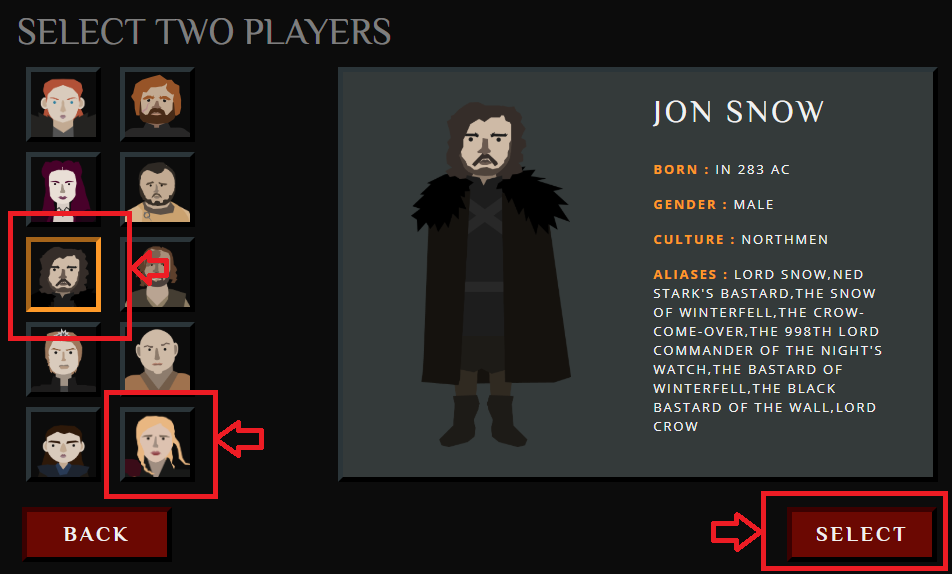 SELECT TWO PLAYERS
JON SNOW
BORN : IN 283 AC
GENDER : MALE
CULTURE : NORTHMEN
ALIASES : LORD SNOW,NED
STARK'S BASTARD,THE SNOW
OF WINTERFELL,THE CROW-
COME-OVER,THE 998TH LORD
COMMANDER OF THE NIGHT'S
WATCH,THE BASTARD OF
WINTERFELL,THE BLACK
BASTARD OF THE WALL,LORD
CROW
BACK
SELECT